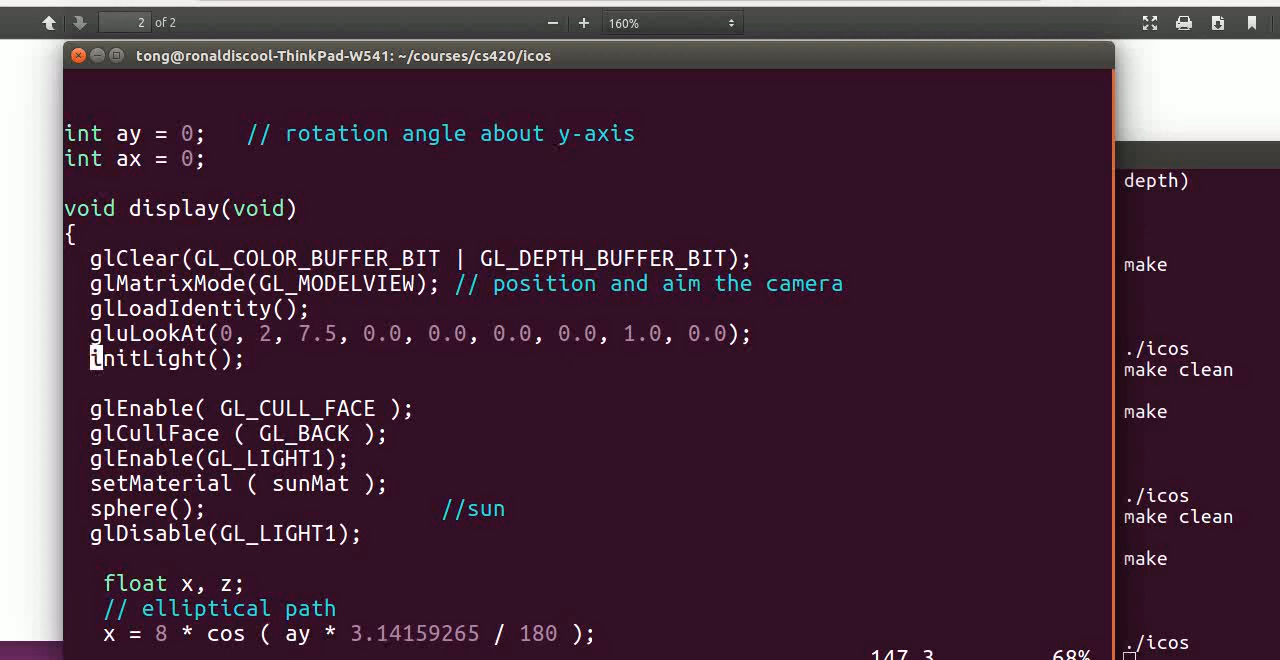 2 of 2
160%
tong@ronaldiscool-ThinkPad-W541: ~/courses/cs420/icos
int ay = 0;   // rotation angle about y-axis
int ax = 0;
void display(void)
{
glClear(GL_COLOR_BUFFER_BIT | GL_DEPTH_BUFFER_BIT);
glMatrixMode(GL_MODELVIEW); // position and aim the camera
glLoadIdentity();
gluLookAt(0, 2, 7.5, 0.0, 0.0, 0.0, 0.0, 1.0, 0.0);
initLight();
glEnable( GL_CULL_FACE );
glCullFace ( GL_BACK );
glEnable(GL_LIGHT1);
setMaterial ( sunMat );
sphere();                  //sun
glDisable(GL_LIGHT1);
float x, z;
// elliptical path
x = 8 * cos ( ay * 3.14159265 / 180 );
147,3         68%
depth)
make
./icos
make clean
make
./icos
make clean
make
./icos